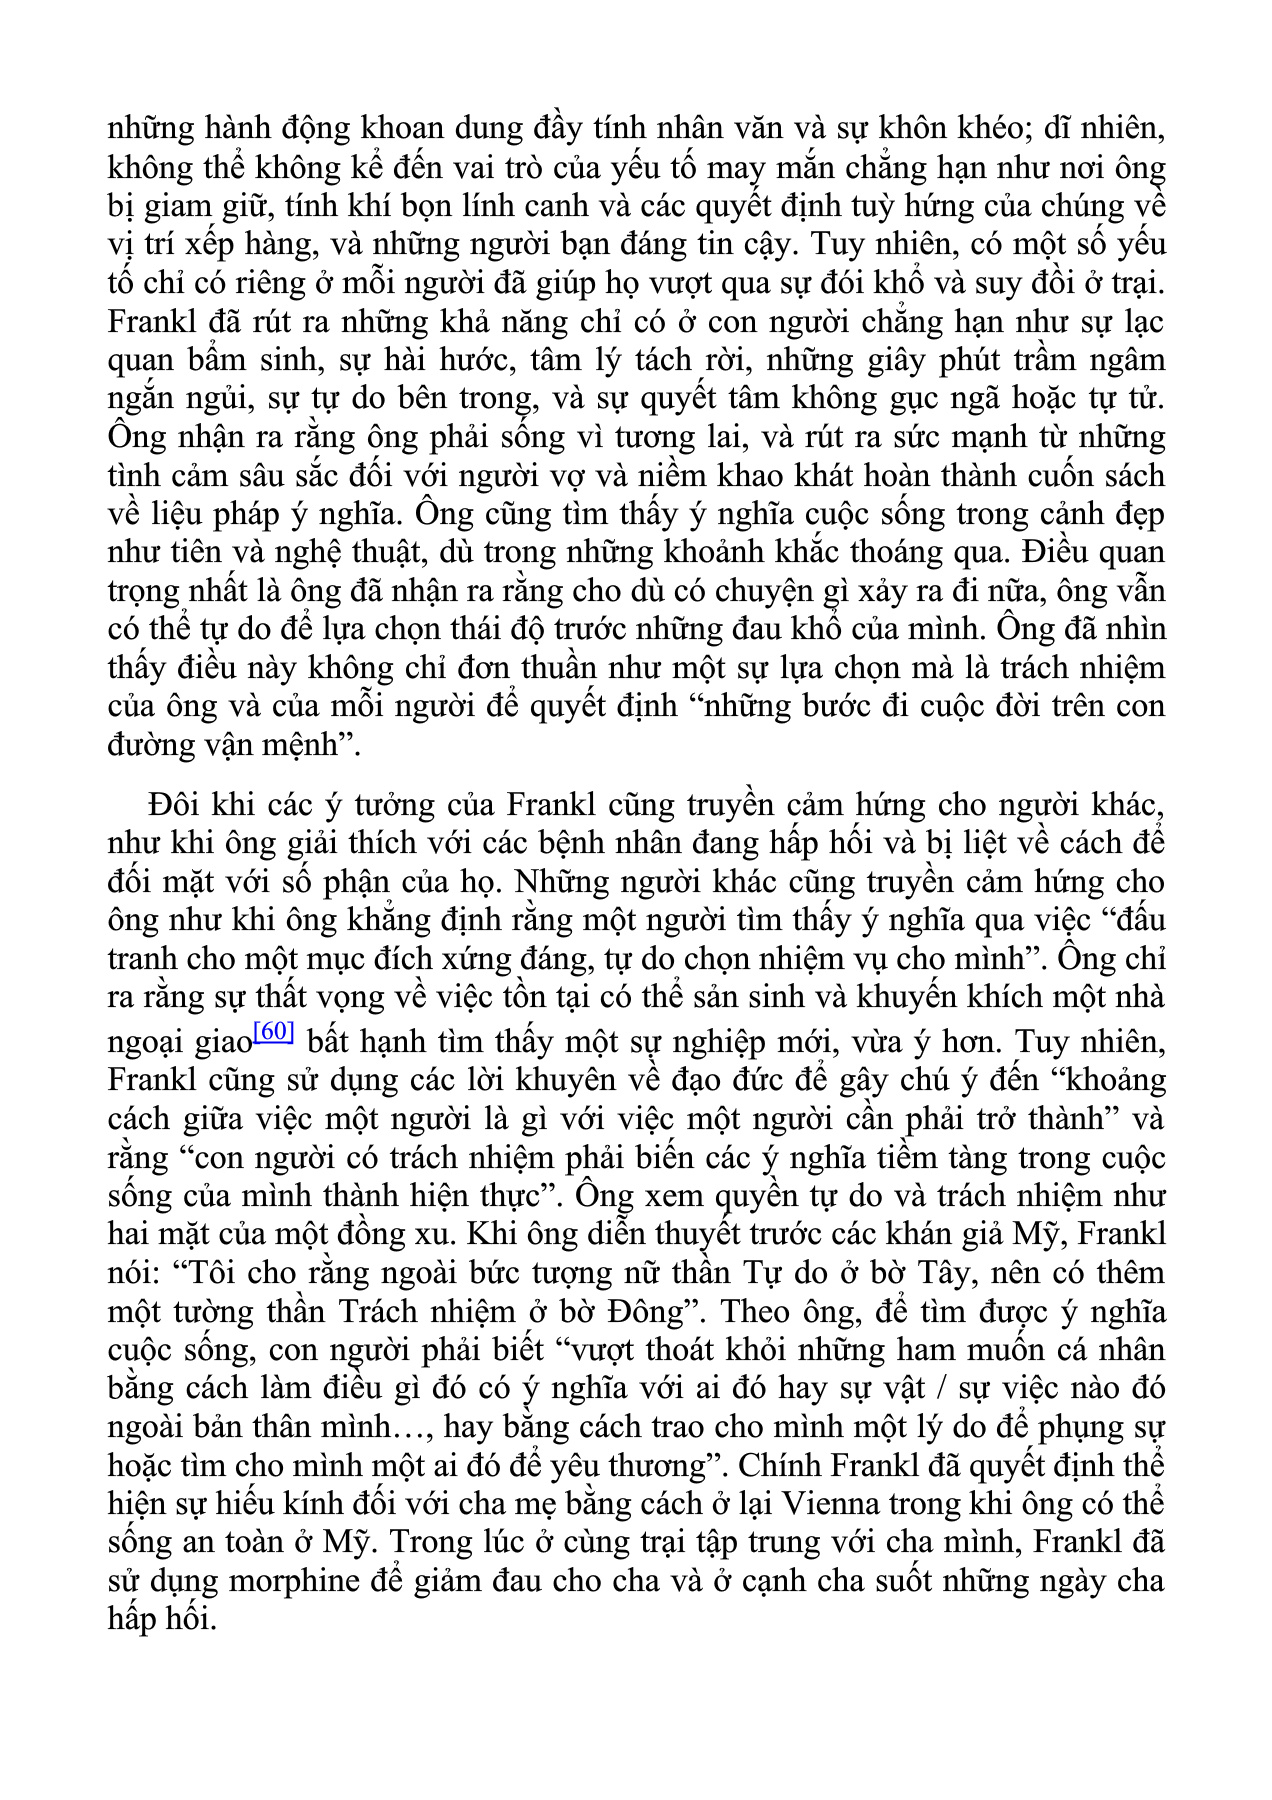 những hành động khoan dung đầy tính nhân văn và sự khôn khéo; dĩ nhiên,
không thể không kể đến vai trò của yếu tố may mắn chẳng hạn như nơi ông
bị giam giữ, tính khí bọn lính canh và các quyết định tuỳ hứng của chúng về
vị trí xếp hàng, và những người bạn đáng tin cậy. Tuy nhiên, có một số yếu
tố chỉ có riêng ở mỗi người đã giúp họ vượt qua sự đói khổ và suy đồi ở trại.
Frankl đã rút ra những khả năng chỉ có ở con người chẳng hạn như sự lạc
quan bẩm sinh, sự hài hước, tâm lý tách rời, những giây phút trầm ngâm
ngắn ngủi, sự tự do bên trong, và sự quyết tâm không gục ngã hoặc tự tử.
Ông nhận ra rằng ông phải sống vì tương lai, và rút ra sức mạnh từ những
tình cảm sâu sắc đối với người vợ và niềm khao khát hoàn thành cuốn sách
về liệu pháp ý nghĩa. Ông cũng tìm thấy ý nghĩa cuộc sống trong cảnh đẹp
như tiên và nghệ thuật, dù trong những khoảnh khắc thoáng qua. Điều quan
trọng nhất là ông đã nhận ra rằng cho dù có chuyện gì xảy ra đi nữa, ông vẫn
có thể tự do để lựa chọn thái độ trước những đau khổ của mình. Ông đã nhìn
thấy điều này không chỉ đơn thuần như một sự lựa chọn mà là trách nhiệm
của ông và của mỗi người để quyết định “những bước đi cuộc đời trên con
đường vận mệnh”.
Đôi khi các ý tưởng của Frankl cũng truyền cảm hứng cho người khác,
như khi ông giải thích với các bệnh nhân đang hấp hối và bị liệt về cách để
đối mặt với số phận của họ. Những người khác cũng truyền cảm hứng cho
ông như khi ông khẳng định rằng một người tìm thấy ý nghĩa qua việc “đấu
tranh cho một mục đích xứng đáng, tự do chọn nhiệm vụ cho mình”. Ông chỉ
ra rằng sự thất vọng về việc tồn tại có thể sản sinh và khuyến khích một nhà
ngoại giao[60] bất hạnh tìm thấy một sự nghiệp mới, vừa ý hơn. Tuy nhiên,
Frankl cũng sử dụng các lời khuyên về đạo đức để gây chú ý đến “khoảng
cách giữa việc một người là gì với việc một người cần phải trở thành” và
rằng “con người có trách nhiệm phải biến các ý nghĩa tiềm tàng trong cuộc
sống của mình thành hiện thực”. Ông xem quyền tự do và trách nhiệm như
hai mặt của một đồng xu. Khi ông diễn thuyết trước các khán giả Mỹ, Frankl
nói: “Tôi cho rằng ngoài bức tượng nữ thần Tự do ở bờ Tây, nên có thêm
một tường thần Trách nhiệm ở bờ Đông”. Theo ông, để tìm được ý nghĩa
cuộc sống, con người phải biết “vượt thoát khỏi những ham muốn cá nhân
bằng cách làm điều gì đó có ý nghĩa với ai đó hay sự vật / sự việc nào đó
ngoài bản thân mình…, hay bằng cách trao cho mình một lý do để phụng sự
hoặc tìm cho mình một ai đó để yêu thương”. Chính Frankl đã quyết định thể
hiện sự hiếu kính đối với cha mẹ bằng cách ở lại Vienna trong khi ông có thể
sống an toàn ở Mỹ. Trong lúc ở cùng trại tập trung với cha mình, Frankl đã
sử dụng morphine để giảm đau cho cha và ở cạnh cha suốt những ngày cha
hấp hối.